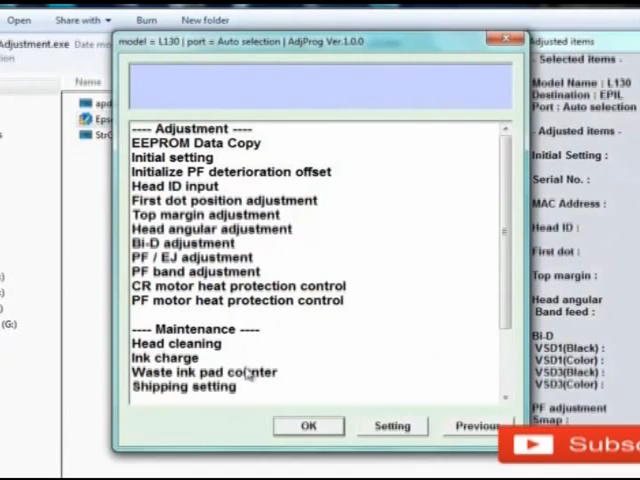 Open Share with Burn New folder
Adjustment.exe Date mo
model = L130 | port = Auto selection | AdjProg Ver.1.0.0
Adjusted items
- Selected items -
Name
Model Name : L130
Destination : EPIL
Port : Auto selection
apd
Eps
StrG
---- Adjustment ----
EEPROM Data Copy
Initial setting
Initialize PF deterioration offset
Head ID input
First dot position adjustment
Top margin adjustment
Head angular adjustment
Bi-D adjustment
PF / EJ adjustment
PF band adjustment
CR motor heat protection control
PF motor heat protection control
---- Maintenance ----
Head cleaning
Ink charge
Waste ink pad counter
Shipping setting
- Adjusted items -
Initial Setting :
Serial No. :
MAC Address :
Head ID :
First dot :
Top margin :
Head angular
Band feed :
Bi-D
VSD1(Black) :
VSD1(Color) :
VSD3(Black) :
VSD3(Color) :
PF adjustment
Smap :
(G:)
OK Setting Previous
Subsc